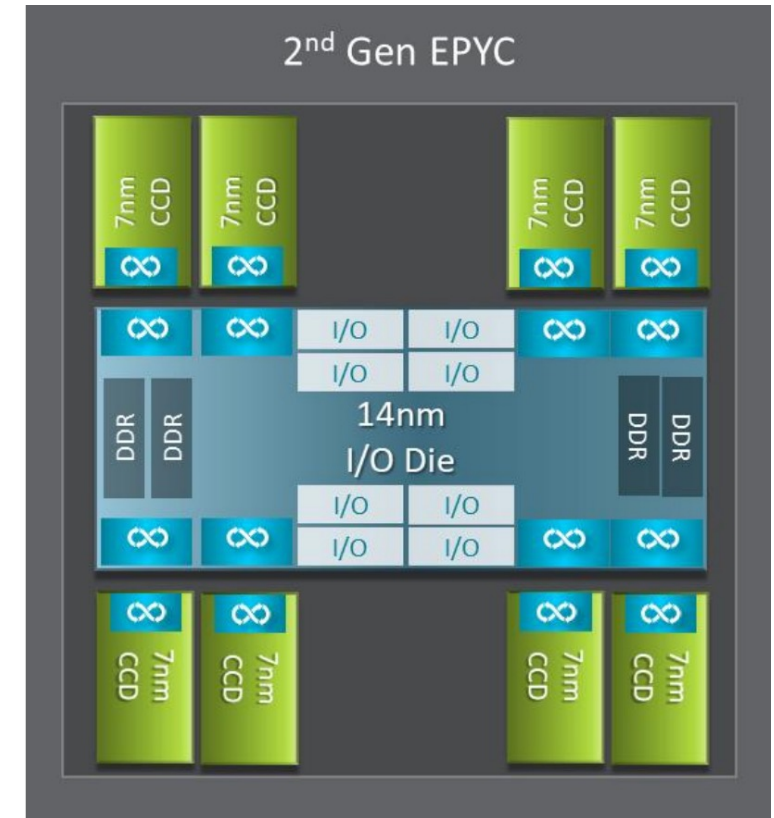 2nd Gen EPYC
7nm
CCD
7nm
CCD
7nm
CCD
7nm
CCD
I/O I/O
I/O I/O
DDR DDR
14nm
I/O Die
DDR DDR
I/O I/O
I/O I/O
7nm
CCD
7nm
CCD
7nm
CCD
7nm
CCD